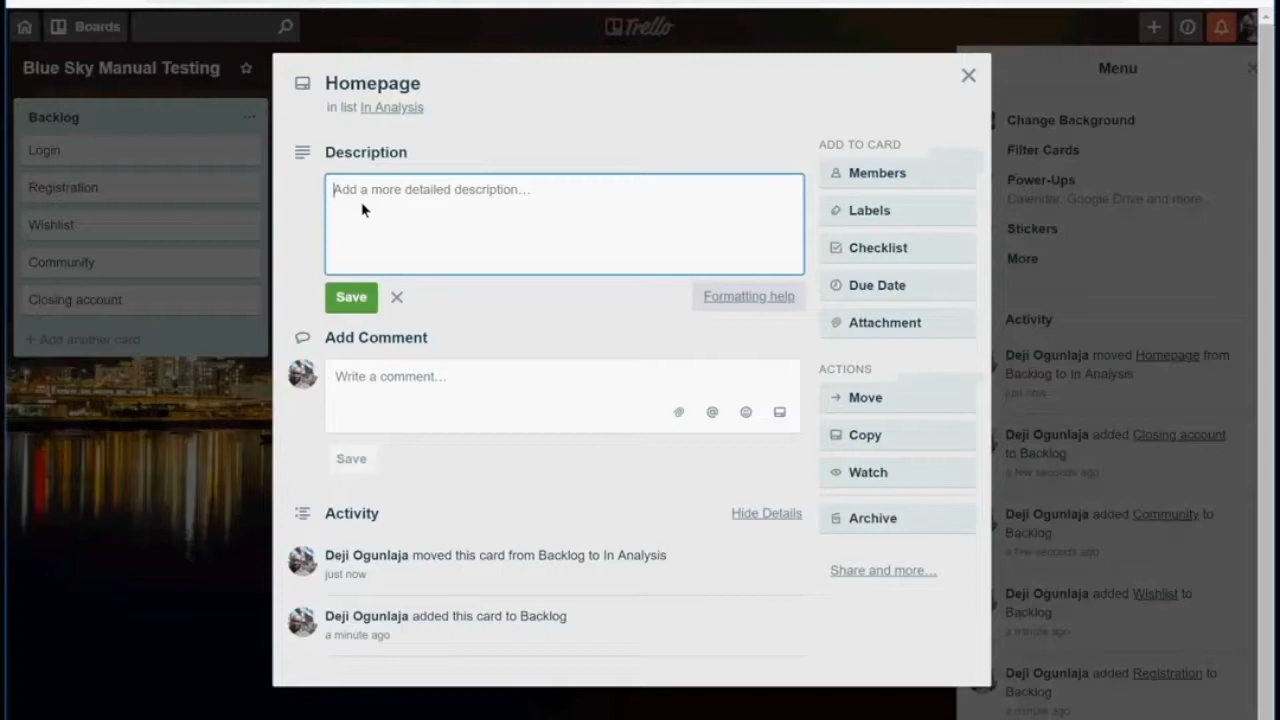 Boards
Trello
Blue Sky Manual Testing
Backlog
Login
Registration
Wishlist
Community
Closing account
+ Add another card
Homepage
in list In Analysis
Description
Add a more detailed description…
Save
Formatting help
Add Comment
Write a comment…
Save
Activity
Hide Details
Deji Ogunlaja moved this card from Backlog to In Analysis
just now
Deji Ogunlaja added this card to Backlog
a minute ago
ADD TO CARD
Members
Labels
Checklist
Due Date
Attachment
ACTIONS
Move
Copy
Watch
Archive
Share and more…
Menu
Change Background
Filter Cards
Power-Ups
Calendar, Google Drive and more…
Stickers
More
Activity
Deji Ogunlaja moved Homepage from
Backlog to In Analysis
just now
Deji Ogunlaja added Closing account
to Backlog
a few seconds ago
Deji Ogunlaja added Community to
Backlog
a few seconds ago
Deji Ogunlaja added Wishlist to
Backlog
a minute ago
Deji Ogunlaja added Registration to
Backlog
a minute ago